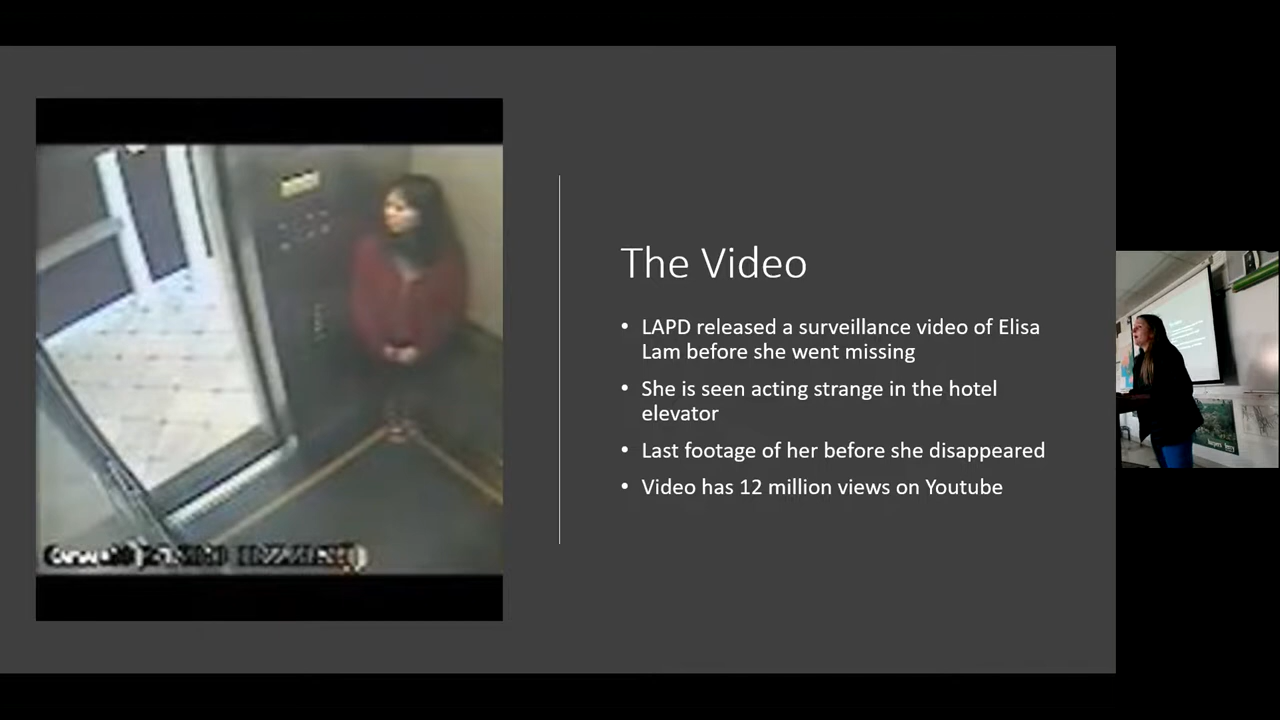 The Video
• LAPD released a surveillance video of Elisa
Lam before she went missing
• She is seen acting strange in the hotel
elevator
• Last footage of her before she disappeared
• Video has 12 million views on Youtube